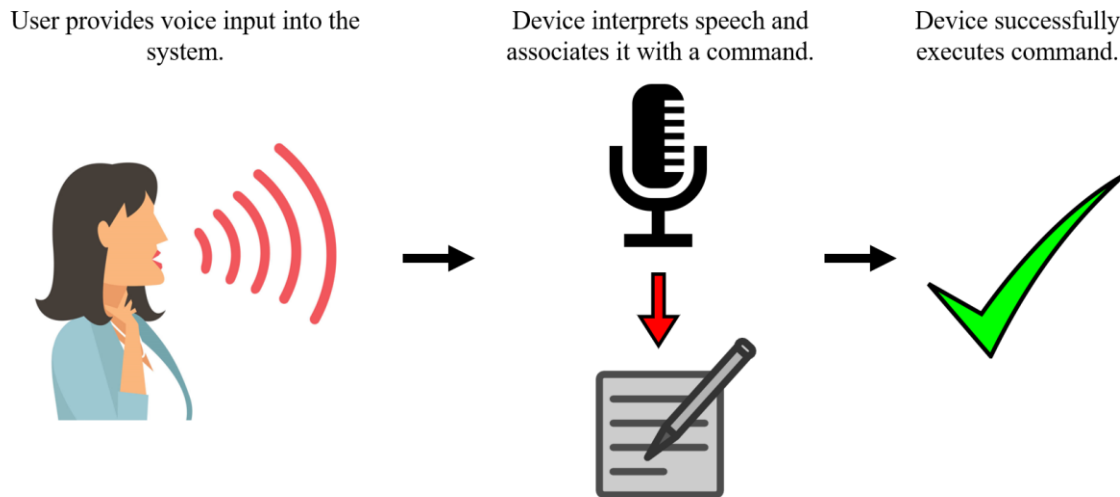 User provides voice input into the
system.
Device interprets speech and
associates it with a command.
Device successfully
executes command.